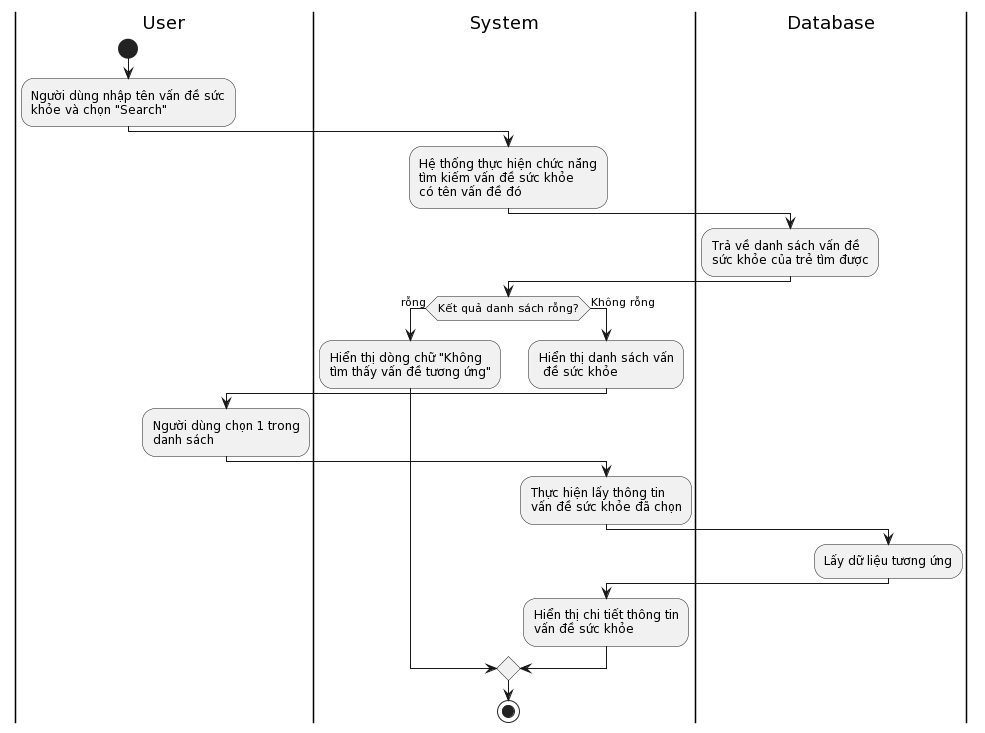 User
System
Database
Người dùng nhập tên vấn đề sức
khỏe và chọn "Search"
Hệ thống thực hiện chức năng
tìm kiếm vấn đề sức khỏe
có tên vấn đề đó
Trả về danh sách vấn đề
sức khỏe của trẻ tìm được
rỗng
Kết quả danh sách rỗng?
Không rỗng
Hiển thị dòng chữ "Không
tìm thấy vấn đề tương ứng"
Hiển thị danh sách vấn
đề sức khỏe
Người dùng chọn 1 trong
danh sách
Thực hiện lấy thông tin
vấn đề sức khỏe đã chọn
Lấy dữ liệu tương ứng
Hiển thị chi tiết thông tin
vấn đề sức khỏe